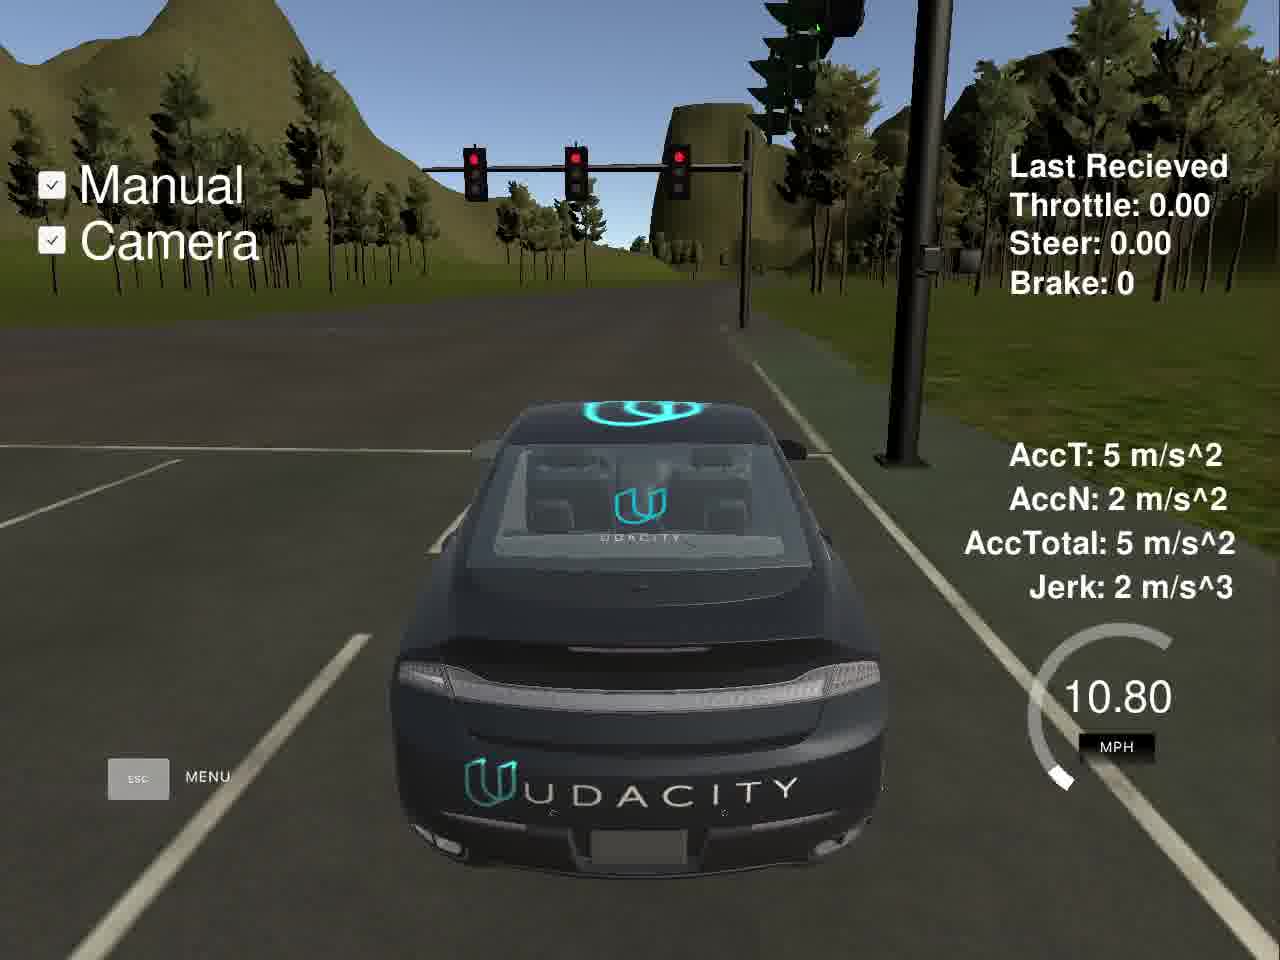 Manual
Camera
Last Recieved
Throttle: 0.00
Steer: 0.00
Brake: 0
AccT: 5 m/s^2
AccN: 2 m/s^2
AccTotal: 5 m/s^2
Jerk: 2 m/s^3
UDACITY
10.80
MPH
ESC MENU
UDACITY